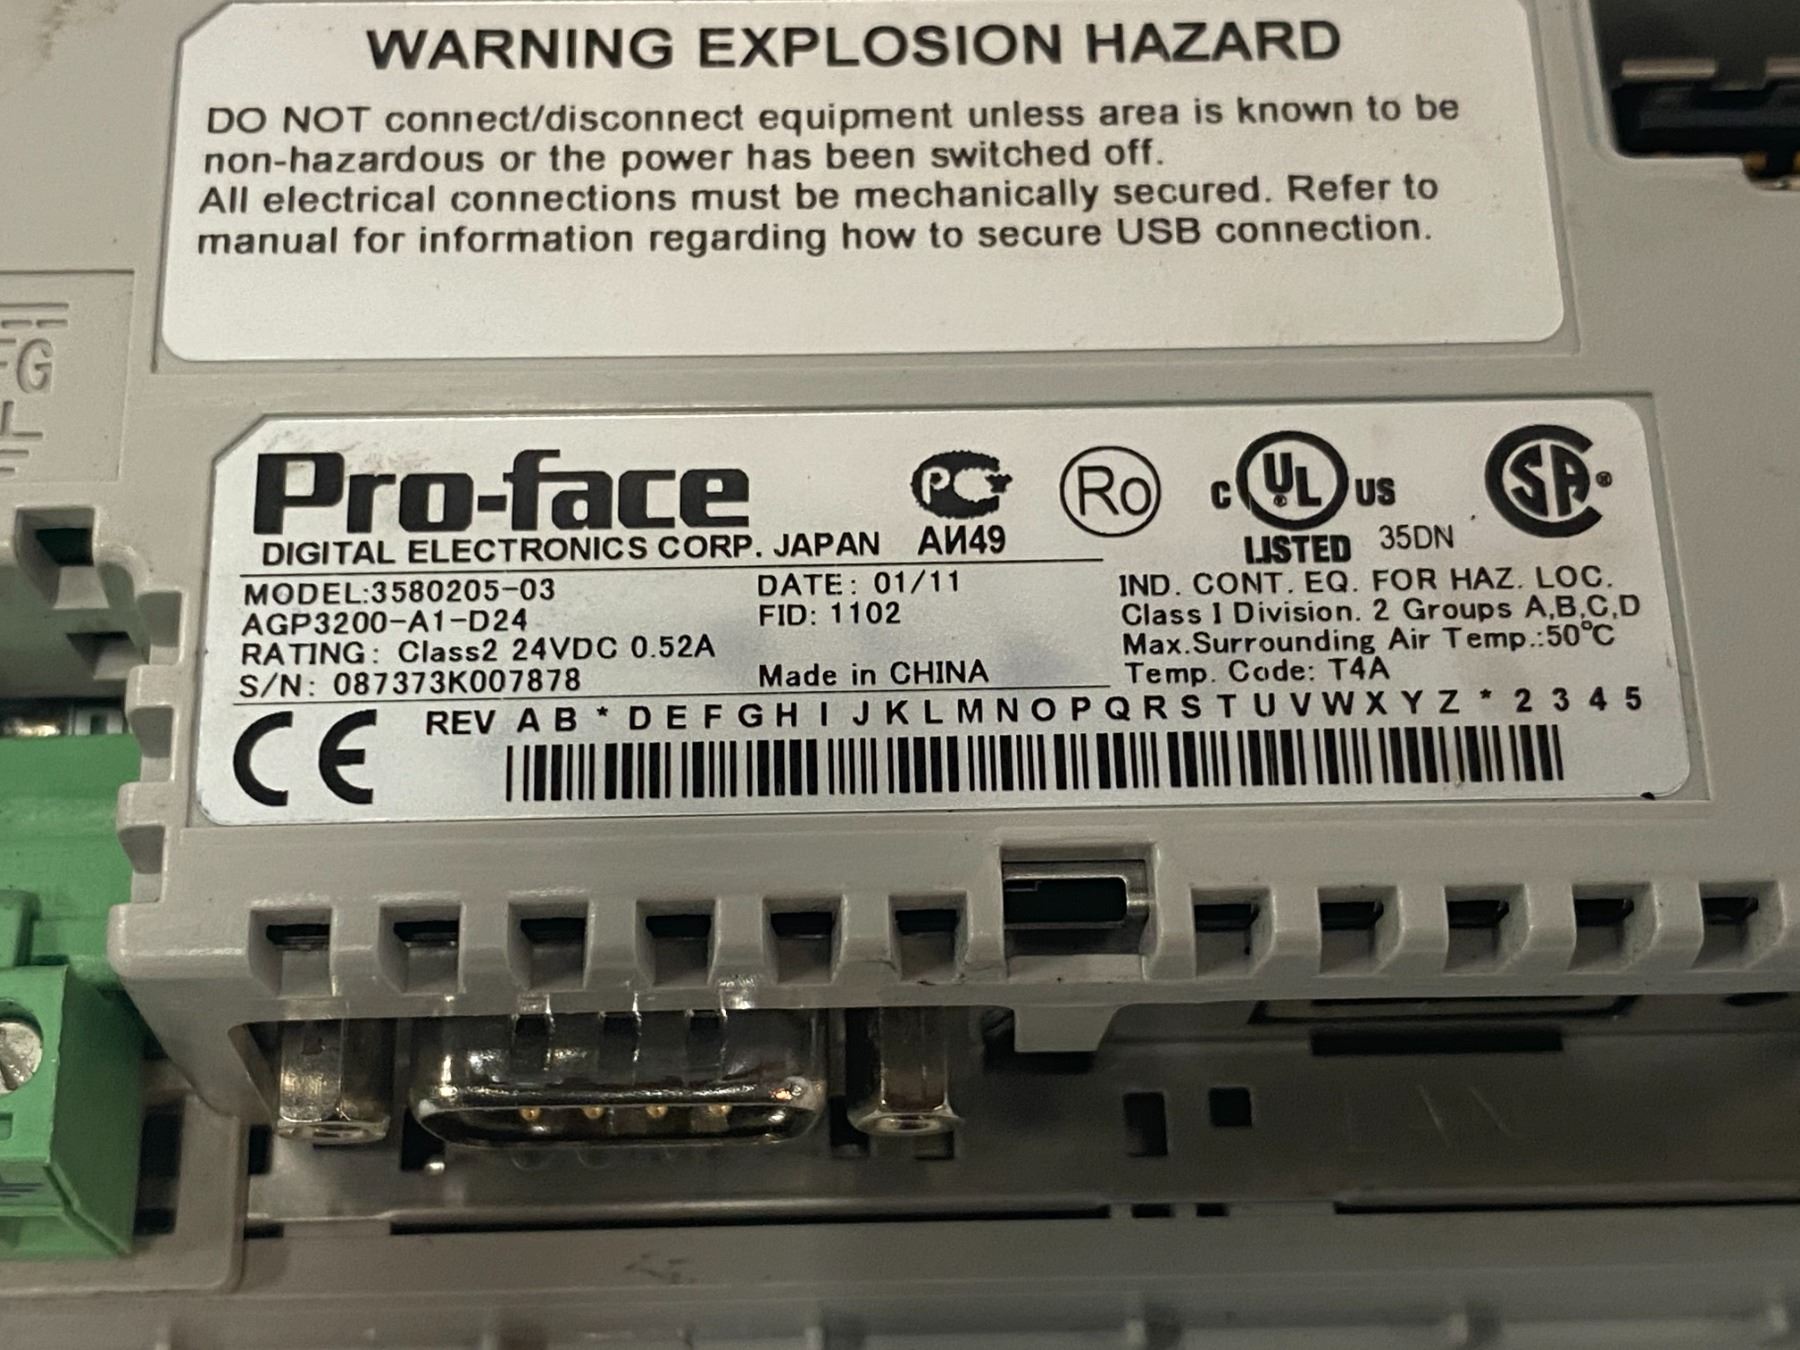 WARNING EXPLOSION HAZARD
DO NOT connect/disconnect equipment unless area is known to be
non-hazardous or the power has been switched off.
All electrical connections must be mechanically secured. Refer to
manual for information regarding how to secure USB connection.
FG
L
Pro-face
DIGITAL ELECTRONICS CORP. JAPAN
PC
АИ49
Ro
C UL® US
LISTED 35DN
SA®
MODEL:3580205-03
AGP3200-A1-D24
RATING: Class2 24VDC 0.52A
S/N: 087373K007878
DATE: 01/11
FID: 1102
Made in CHINA
IND. CONT. EQ. FOR HAZ. LOC.
Class I Division. 2 Groups A,B,C,D
Max.Surrounding Air Temp.:50°C
Temp. Code: T4A
CE
REV A B * D E F G H I J K L M N O P Q R S T U V W X Y Z * 2 3 4 5